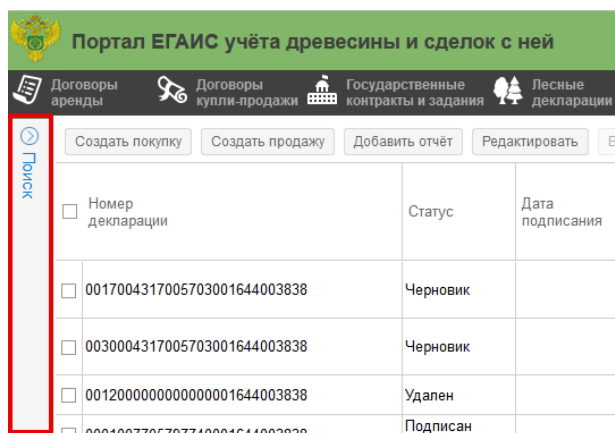 Портал ЕГАИС учёта древесины и сделок с ней
Договоры аренды
Договоры купли-продажи
Государственные контракты и задания
Лесные декларации
Поиск
Создать покупку
Создать продажу
Добавить отчёт
Редактировать
Номер декларации
Статус
Дата подписания
0017004317005703001644003838
Черновик
0030004317005703001644003838
Черновик
0012000000000000001644003838
Удален
Подписан